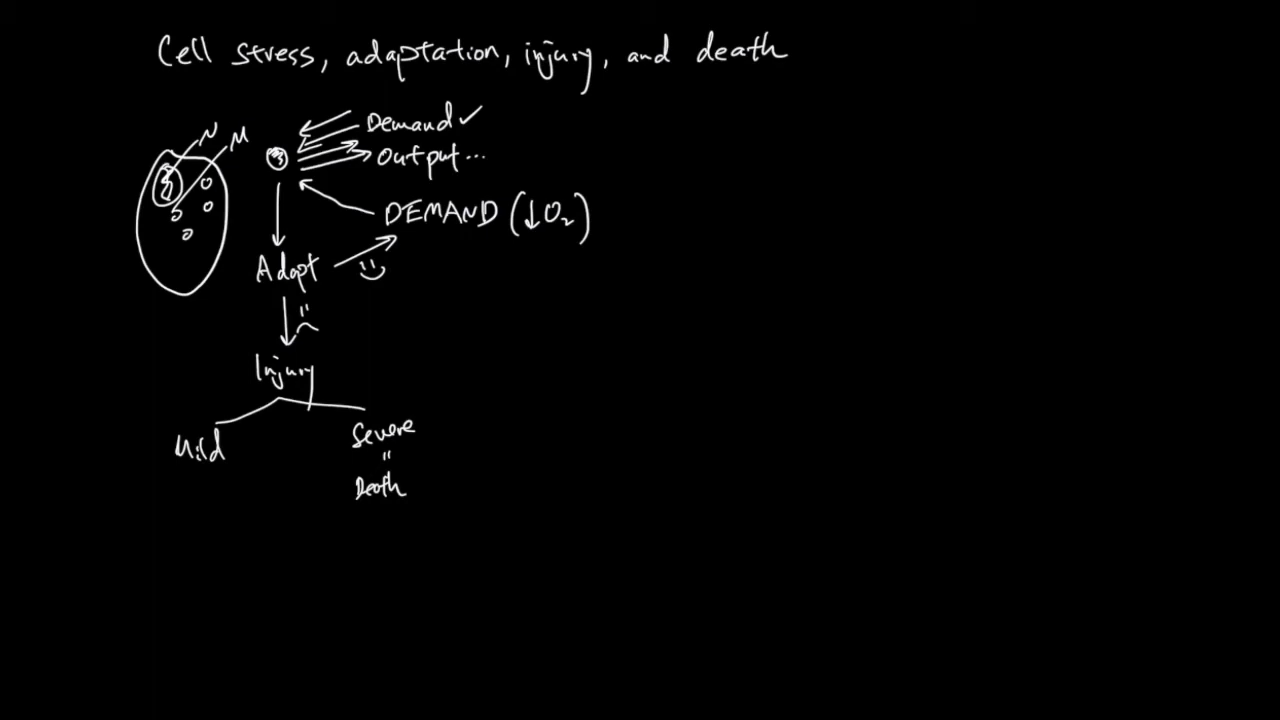 Cell stress, adaptation, injury, and death
N
M
Demand ✓
Output...
DEMAND (↓O₂)
Adapt
Injury
Mild
Severe
"
Death